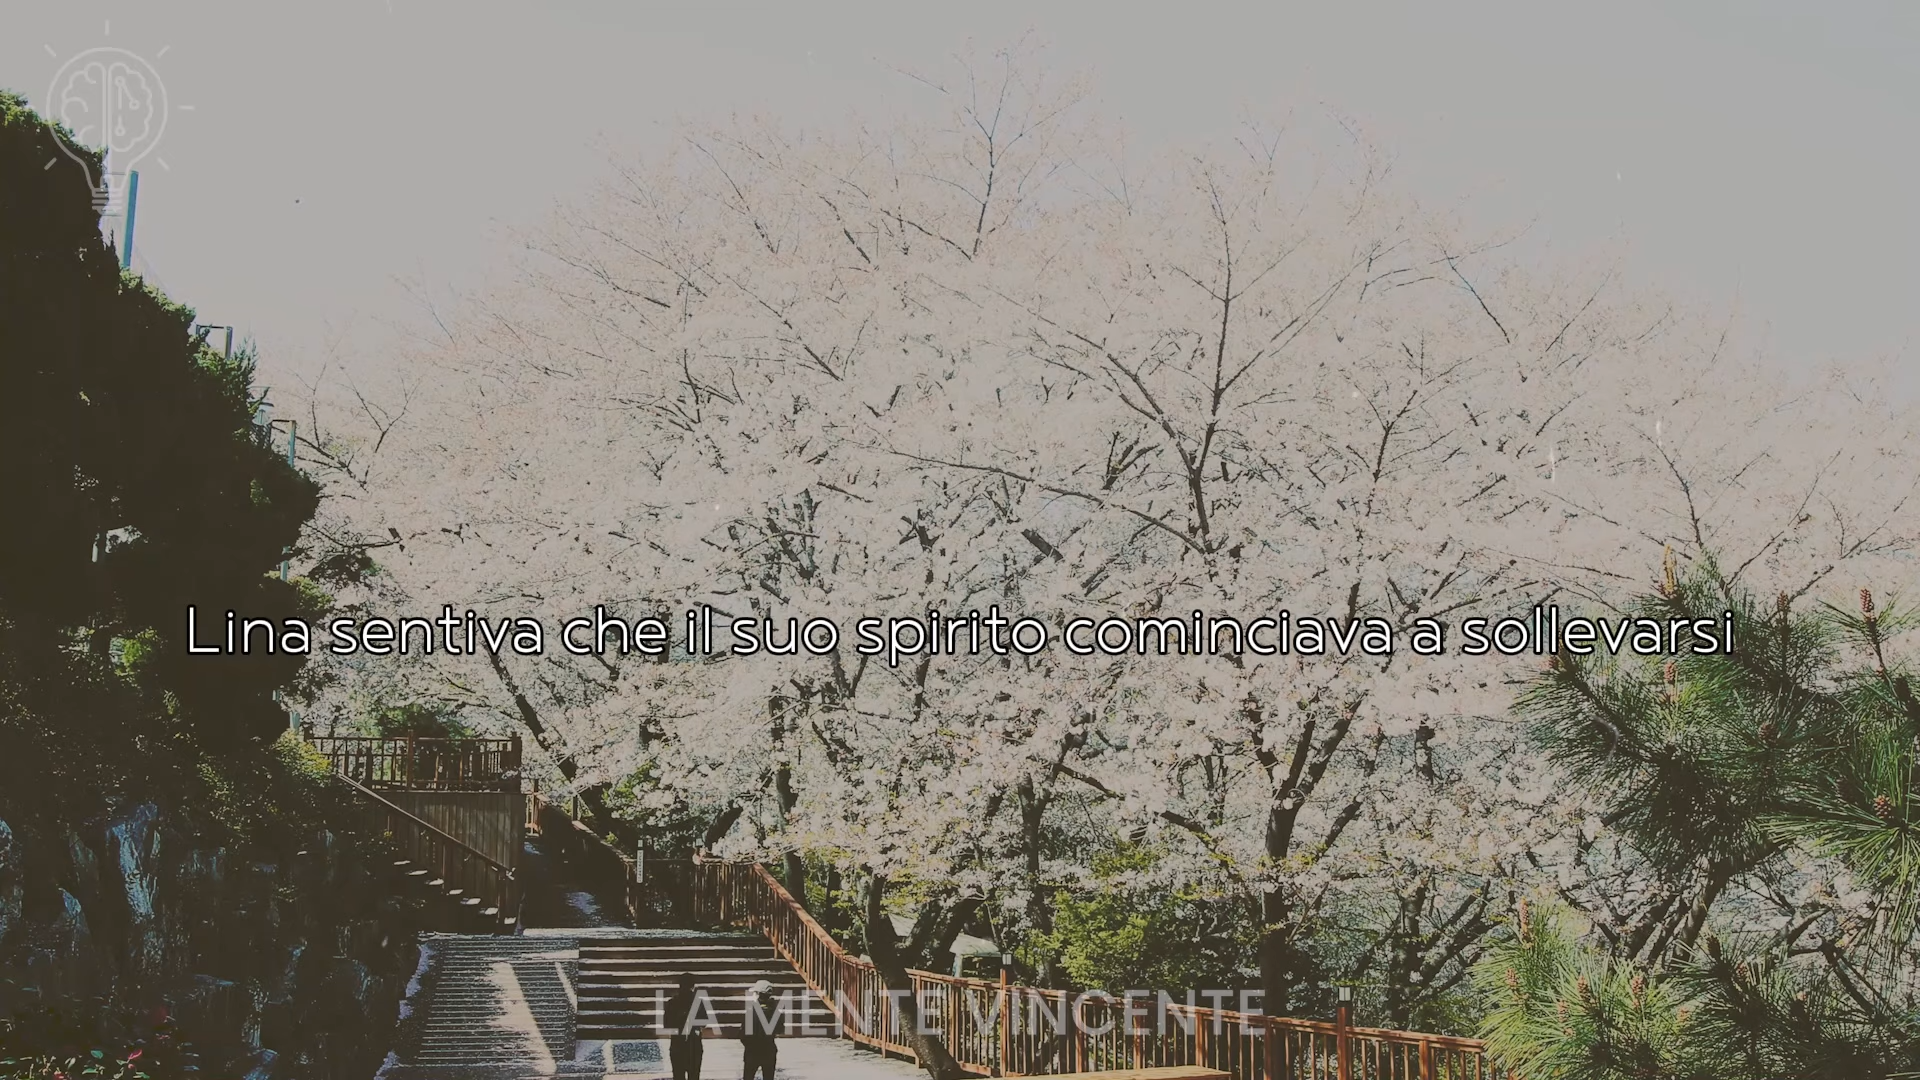 Lina sentiva che il suo spirito cominciava a sollevarsi
LA MENTE VINCENTE